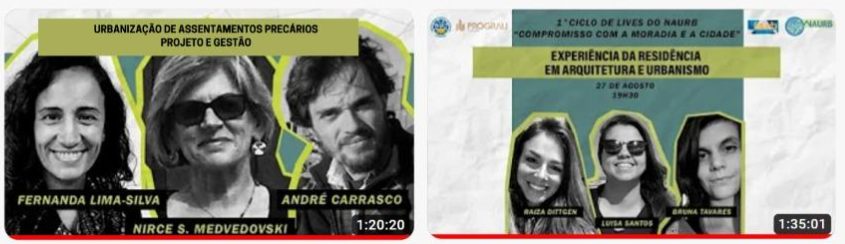 URBANIZAÇÃO DE ASSENTAMENTOS PRECÁRIOS
PROJETO E GESTÃO
FERNANDA LIMA-SILVA
NIRCE S. MEDVEDOVSKI
ANDRÉ CARRASCO
1:20:20
PROGRAU
NAURB
1° CICLO DE LIVES DO NAURB
"COMPROMISSO COM A MORADIA E A CIDADE"
EXPERIÊNCIA DA RESIDÊNCIA
EM ARQUITETURA E URBANISMO
27 DE AGOSTO
19H30
RAIZA DITTGEN
LUISA SANTOS
BRUNA TAVARES
1:35:01